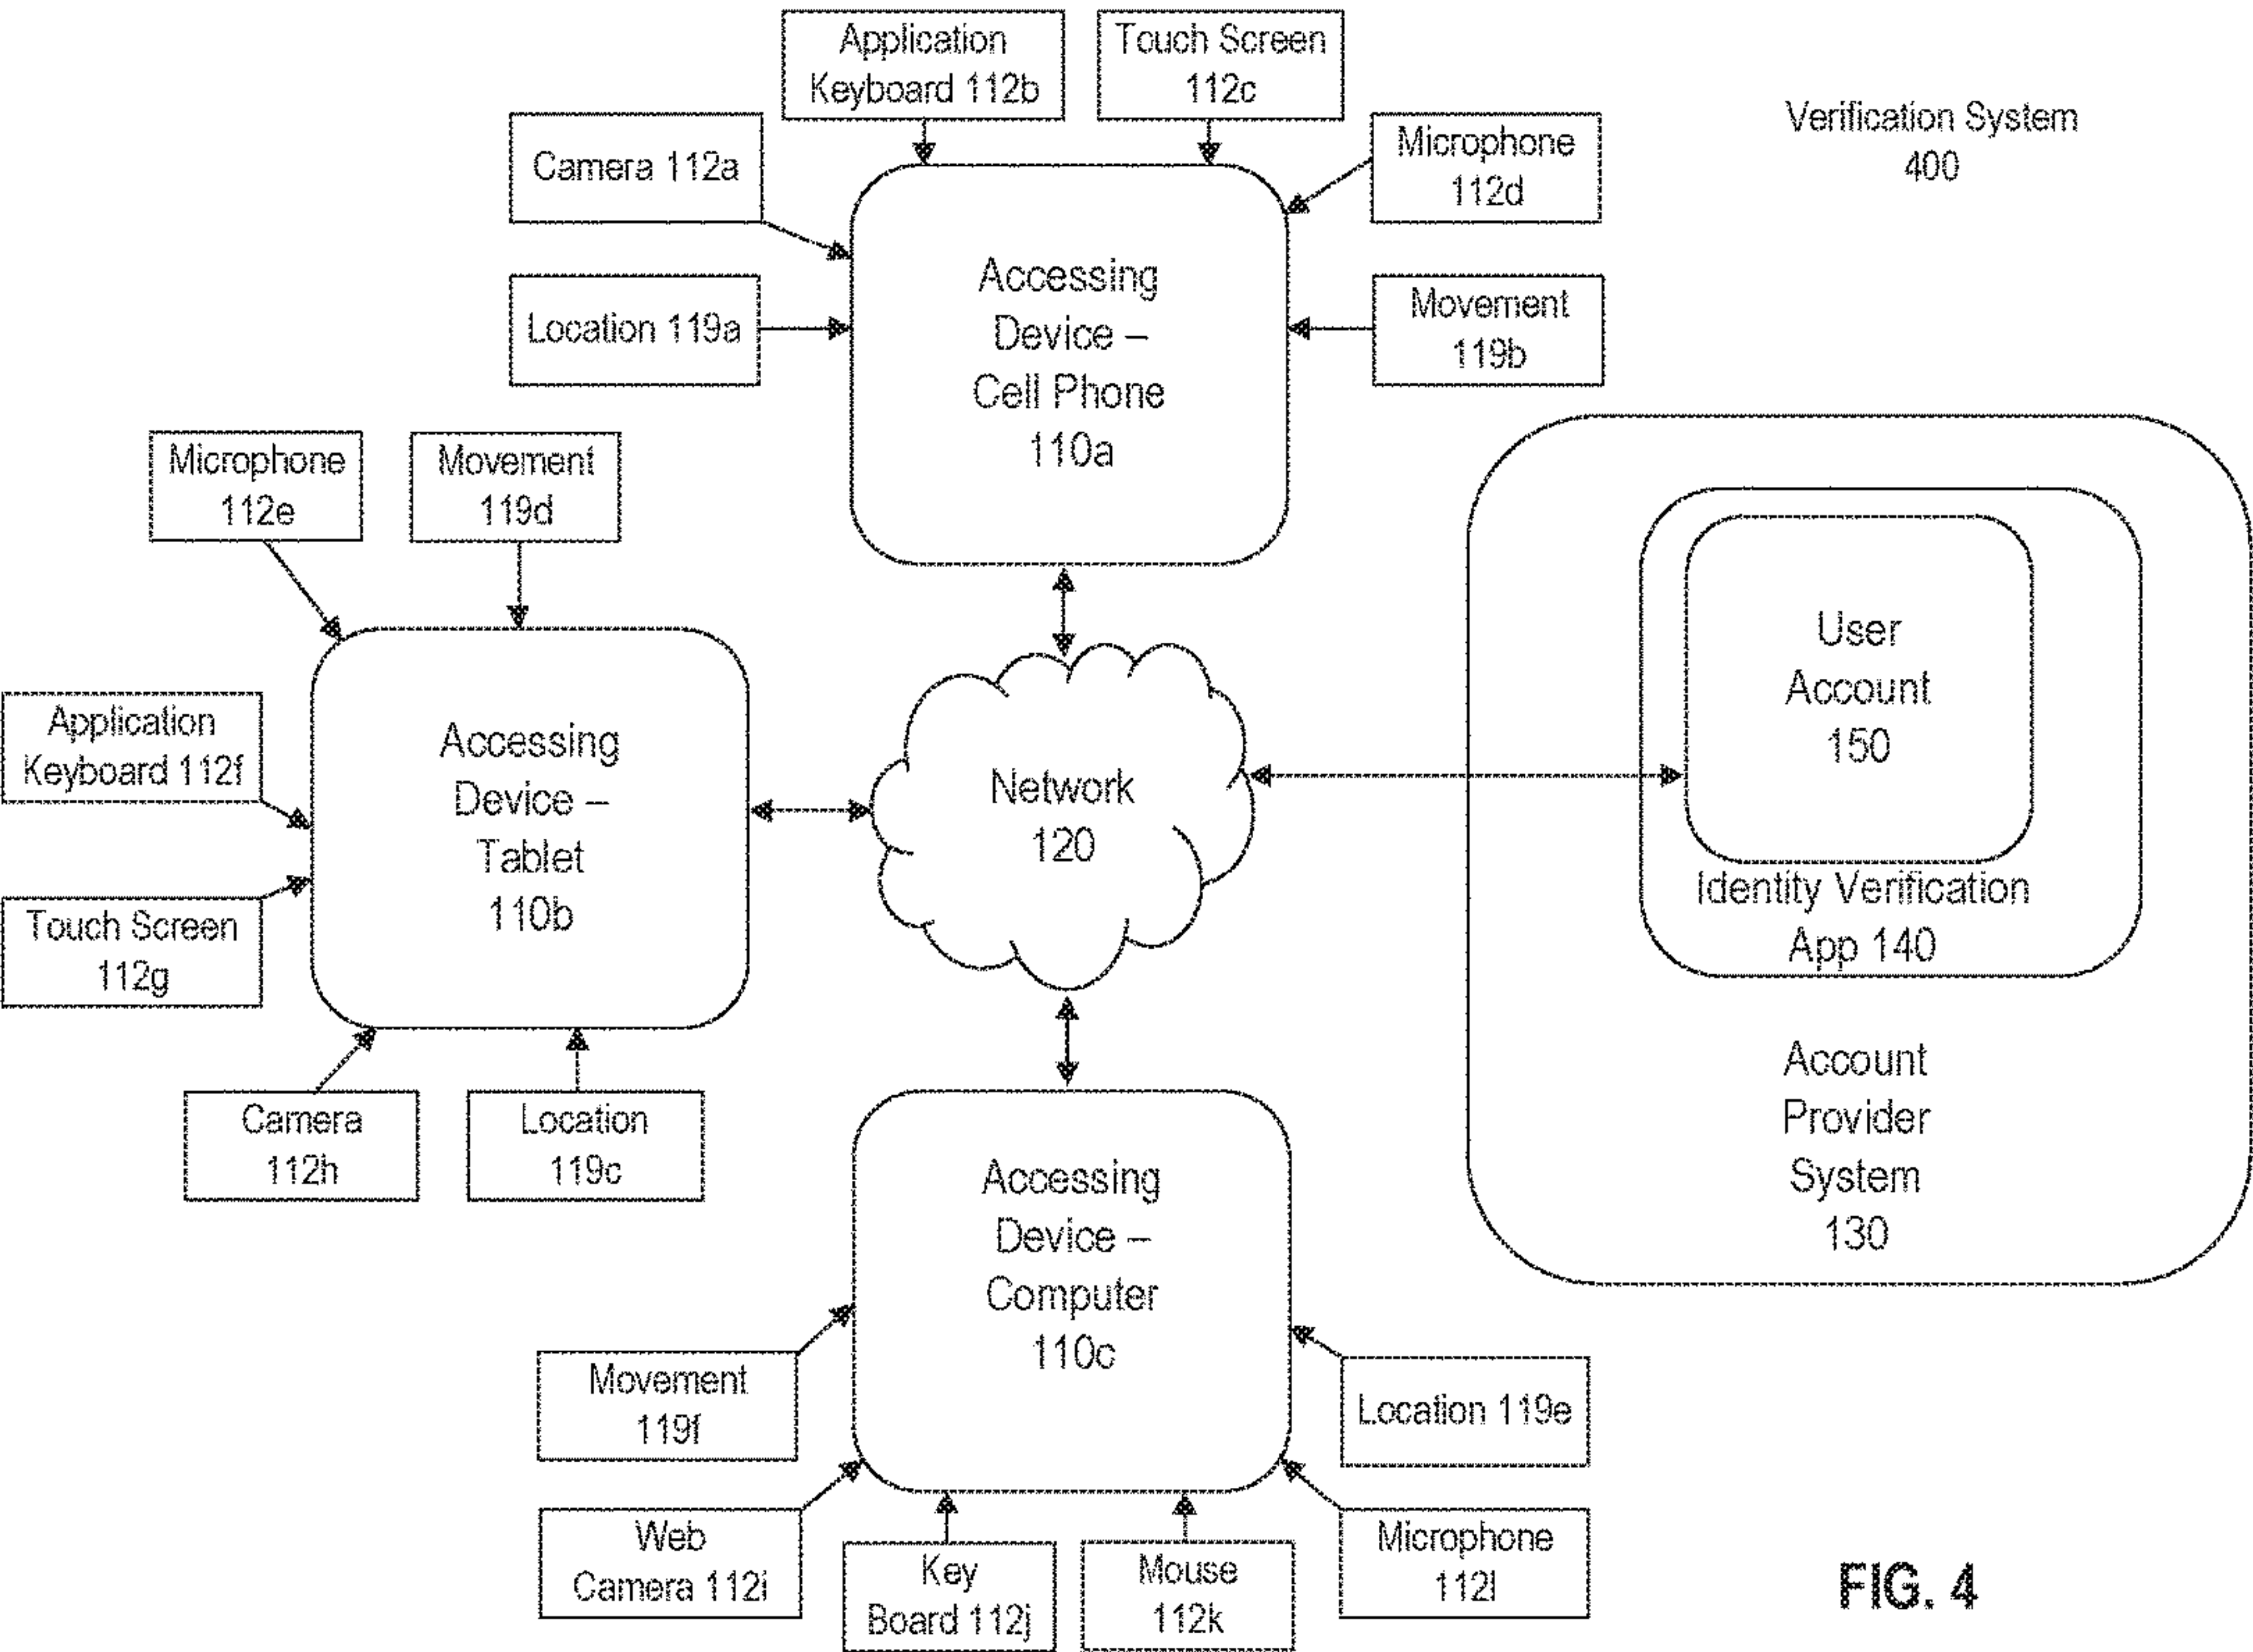 Application
Keyboard 112b
Touch Screen
112c
Verification System
400
Camera 112a
Microphone
112d
Location 119a
Accessing
Device –
Cell Phone
110a
Movement
119b
Microphone
112e
Movement
119d
Application
Keyboard 112f
Touch Screen
112g
Accessing
Device –
Tablet
110b
Camera
112h
Location
119c
Network
120
User
Account
150
Identity Verification
App 140
Account
Provider
System
130
Accessing
Device –
Computer
110c
Movement
119f
Location 119e
Web
Camera 112i
Key
Board 112j
Mouse
112k
Microphone
112l
FIG. 4